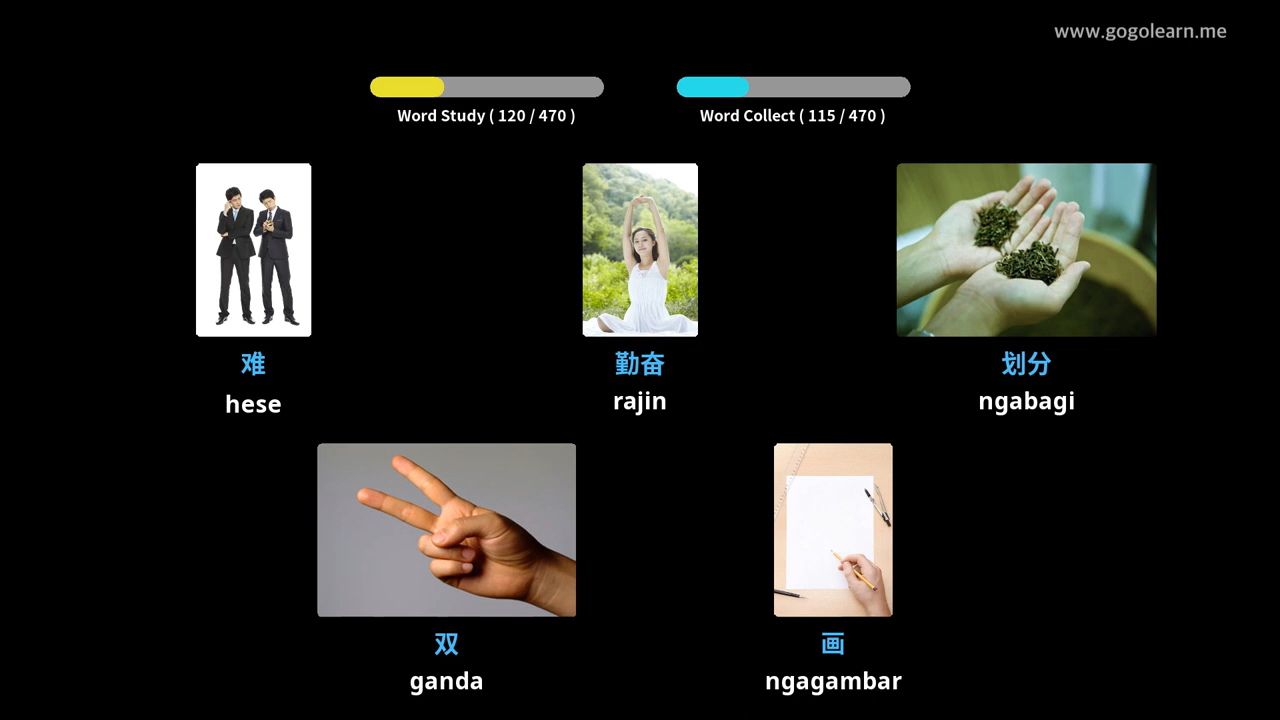 www.gogolearn.me
Word Study ( 120 / 470 )
Word Collect ( 115 / 470 )
难
hese
勤奋
rajin
划分
ngabagi
双
ganda
画
ngagambar